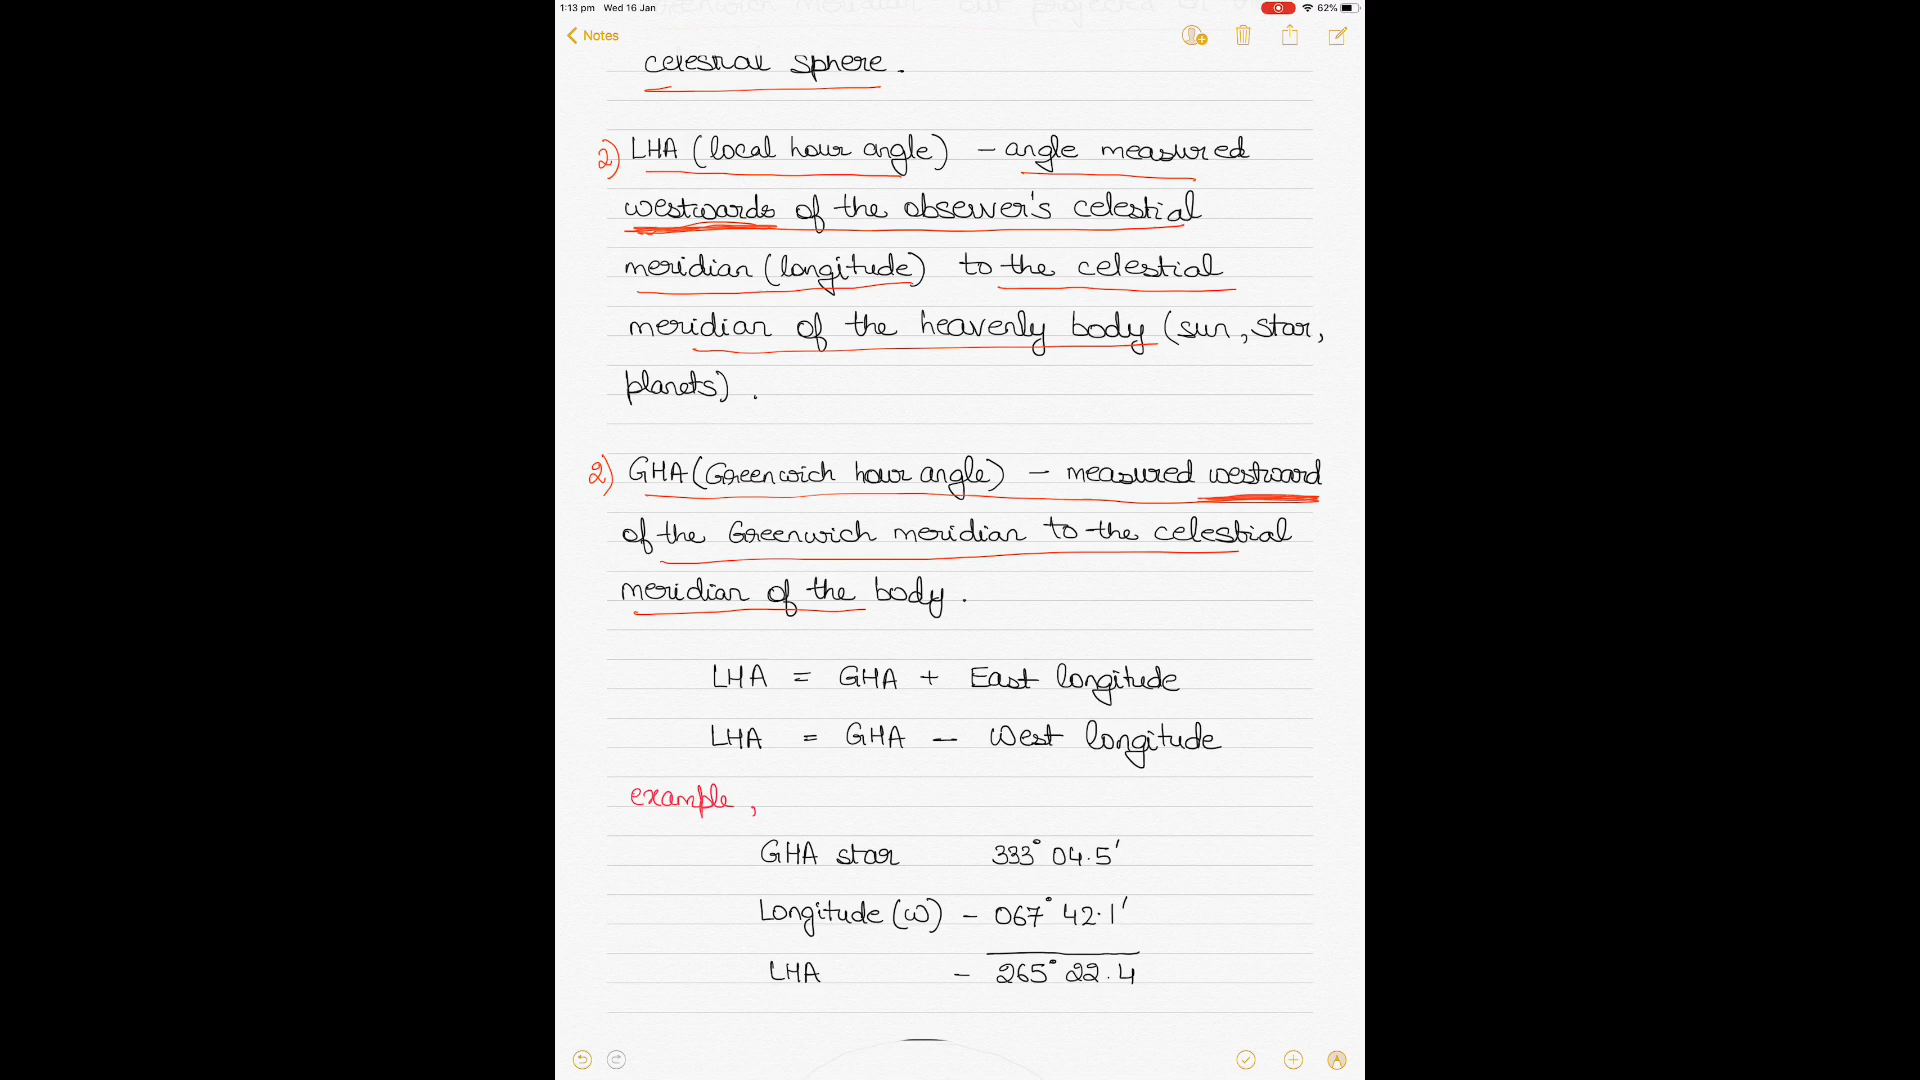 1:13 pm Wed 16 Jan 62%
Notes
celestial sphere.
2) LHA (local hour angle) - angle measured
westwards of the observer's celestial
meridian (longitude) to the celestial
meridian of the heavenly body (sun, star,
planets).
2) GHA (Greenwich hour angle) - measured westward
of the Greenwich meridian to the celestial
meridian of the body.
LHA = GHA + East longitude
LHA = GHA - West longitude
example,
GHA star 333° 04.5'
Longitude (W) - 067° 42.1'
LHA - 265° 22.4